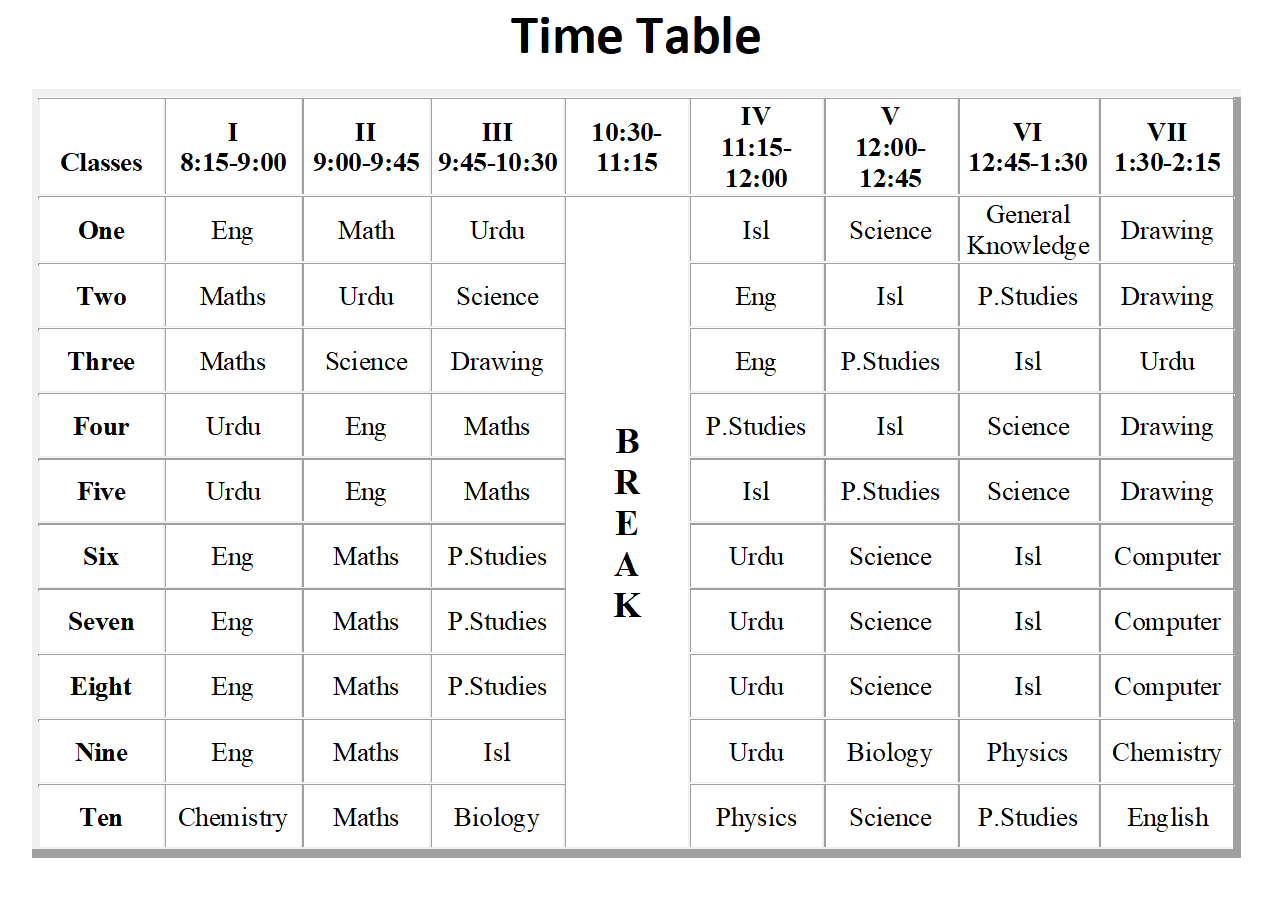 Time Table
Classes I 8:15-9:00 II 9:00-9:45 III 9:45-10:30 10:30-11:15 IV 11:15-12:00 V 12:00-12:45 VI 12:45-1:30 VII 1:30-2:15
One Eng Math Urdu Isl Science General Knowledge Drawing
Two Maths Urdu Science Eng Isl P.Studies Drawing
Three Maths Science Drawing Eng P.Studies Isl Urdu
Four Urdu Eng Maths P.Studies Isl Science Drawing
Five Urdu Eng Maths Isl P.Studies Science Drawing
Six Eng Maths P.Studies Urdu Science Isl Computer
Seven Eng Maths P.Studies Urdu Science Isl Computer
Eight Eng Maths P.Studies Urdu Science Isl Computer
Nine Eng Maths Isl Urdu Biology Physics Chemistry
Ten Chemistry Maths Biology Physics Science P.Studies English
B
R
E
A
K